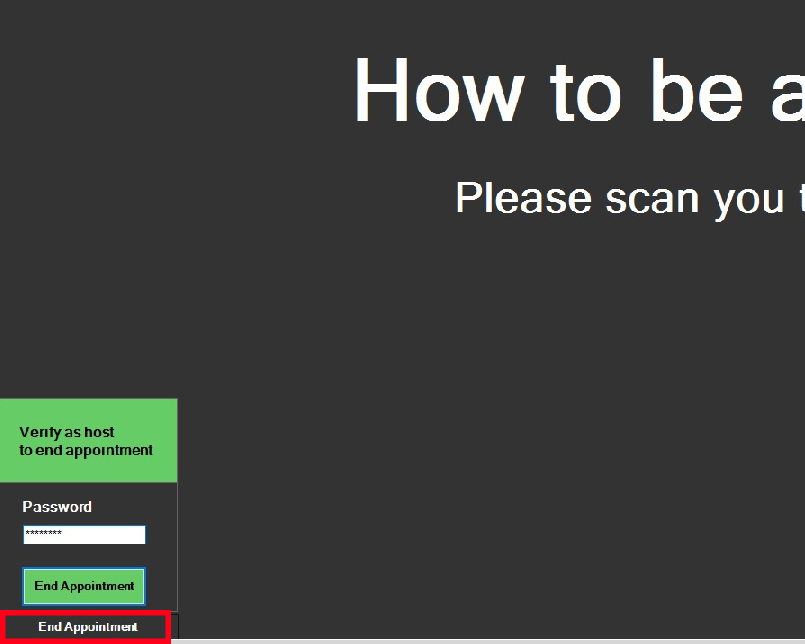 How to be a
Please scan you t
Verify as host
to end appointment
Password
********
End Appointment
End Appointment